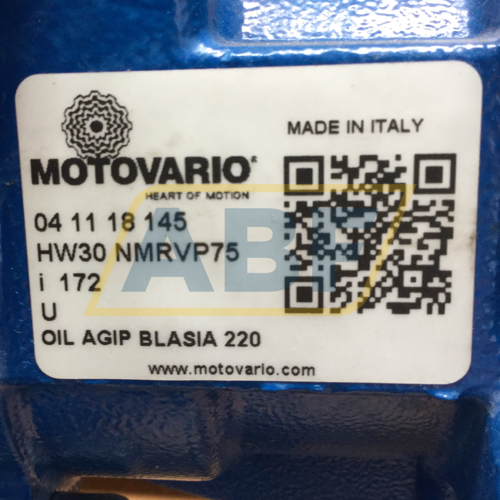 MADE IN ITALY
MOTOVARIO®
HEART OF MOTION
04 11 18 145
HW30 NMRVP75
i 172
U
OIL AGIP BLASIA 220
www.motovario.com
ABF